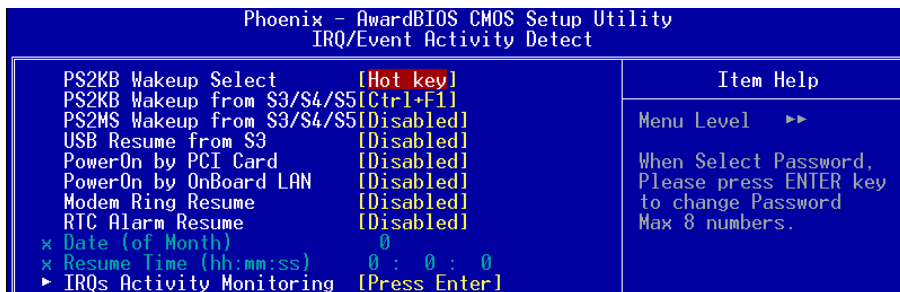 Phoenix - AwardBIOS CMOS Setup Utility
IRQ/Event Activity Detect
PS2KB Wakeup Select [Hot key]
PS2KB Wakeup from S3/S4/S5[Ctrl+F1]
PS2MS Wakeup from S3/S4/S5[Disabled]
USB Resume from S3 [Disabled]
PowerOn by PCI Card [Disabled]
PowerOn by OnBoard LAN [Disabled]
Modem Ring Resume [Disabled]
RTC Alarm Resume [Disabled]
x Date (of Month) 0
x Resume Time (hh:mm:ss) 0 : 0 : 0
► IRQs Activity Monitoring [Press Enter]
Item Help
Menu Level ►►
When Select Password,
Please press ENTER key
to change Password
Max 8 numbers.